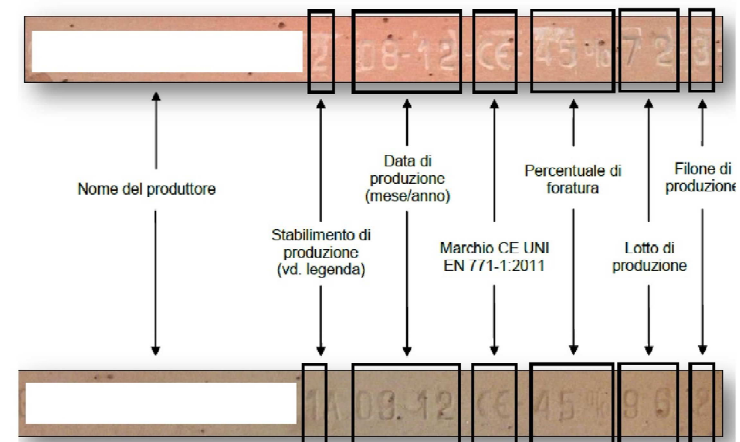 2 08-12 CE 45 % 7 2 - 8
Nome del produttore
Stabilimento di
produzione
(vd. legenda)
Data di
produzione
(mese/anno)
Marchio CE UNI
EN 771-1:2011
Percentuale di
foratura
Lotto di
produzione
Filone di
produzione
1A 09.12 CE 45 % 9 6 2